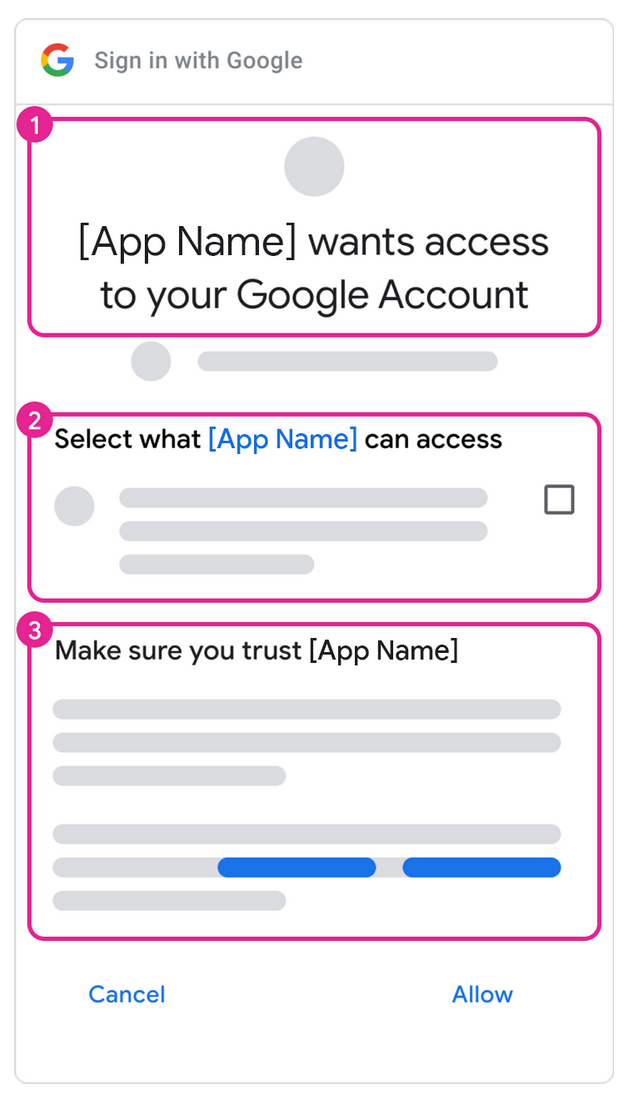 Sign in with Google
1
[App Name] wants access
to your Google Account
2
Select what [App Name] can access
3
Make sure you trust [App Name]
Cancel
Allow